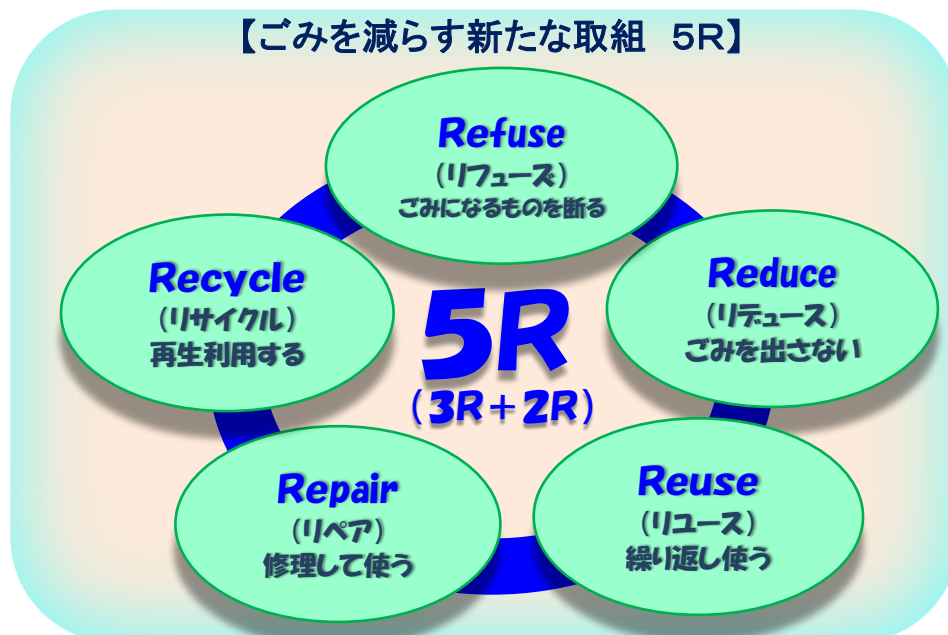 【ごみを減らす新たな取組　5R】
Refuse
（リフューズ）
ごみになるものを断る
Reduce
（リデュース）
ごみを出さない
Reuse
（リユース）
繰り返し使う
Repair
（リペア）
修理して使う
Recycle
（リサイクル）
再生利用する
5R
（3R＋2R）